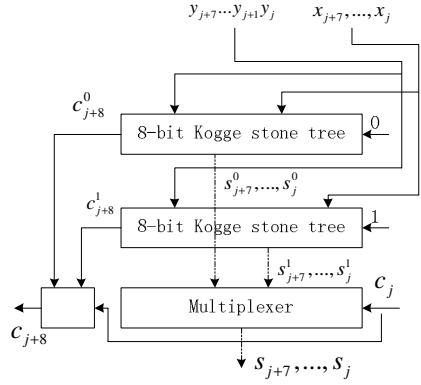 y_{j+7}...y_{j+1}y_j x_{j+7},...,x_j
c^0_{j+8}
8-bit Kogge stone tree 0
s^0_{j+7},...,s^0_j
c^1_{j+8}
8-bit Kogge stone tree 1
s^1_{j+7},...,s^1_j
c_j
Multiplexer
c_{j+8}
s_{j+7},...,s_j